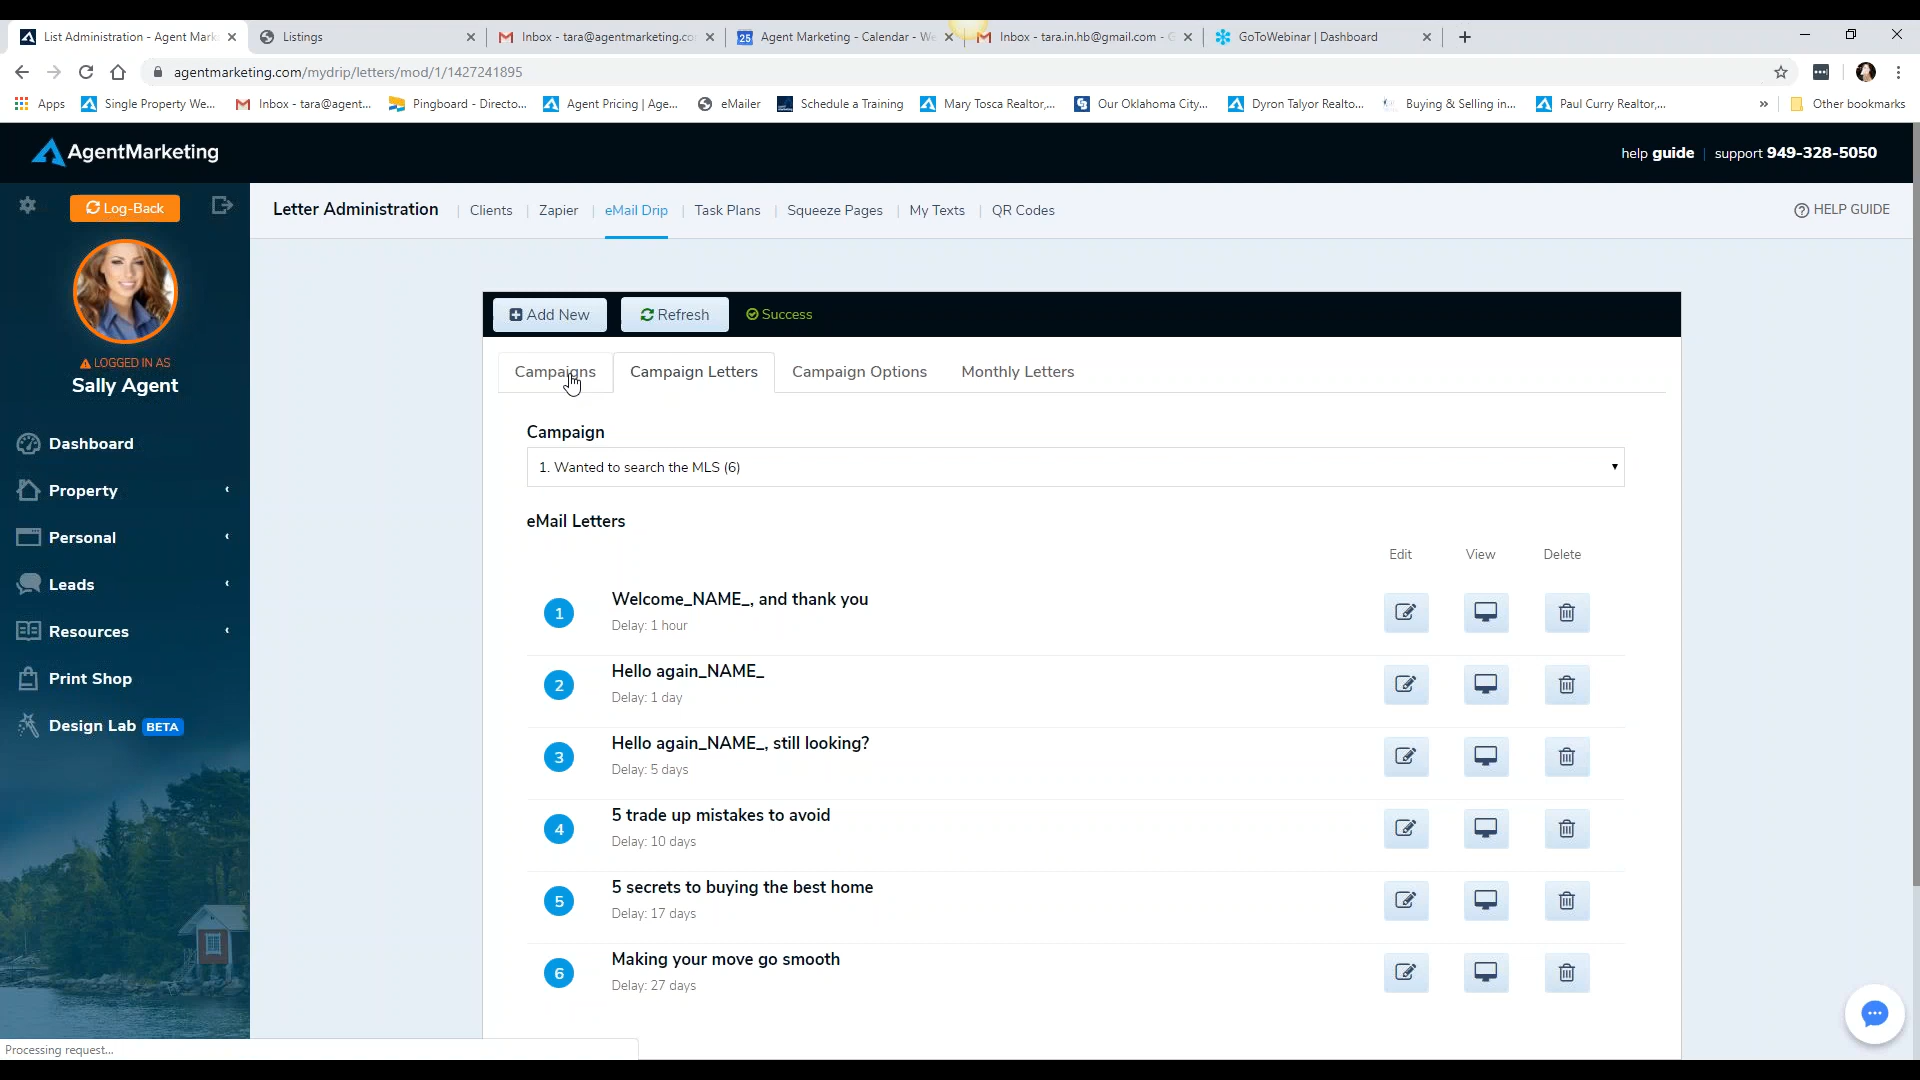 List Administration - Agent Mark
Listings
Inbox - tara@agentmarketing.co
25
Agent Marketing - Calendar - We
Inbox - tara.in.hb@gmail.com - G
GoToWebinar | Dashboard
agentmarketing.com/mydrip/letters/mod/1/1427241895
Apps
Single Property We...
Inbox - tara@agent...
Pingboard - Directo...
Agent Pricing | Age...
eMailer
Schedule a Training
Mary Tosca Realtor,...
Our Oklahoma City...
Dyron Talyor Realto...
Buying & Selling in...
Paul Curry Realtor,...
»
Other bookmarks
AgentMarketing
help guide | support 949-328-5050
Log-Back
Letter Administration
Clients
Zapier
eMail Drip
Task Plans
Squeeze Pages
My Texts
QR Codes
HELP GUIDE
LOGGED IN AS
Sally Agent
Dashboard
Property
Personal
Leads
Resources
Print Shop
Design Lab BETA
Add New
Refresh
Success
Campaigns
Campaign Letters
Campaign Options
Monthly Letters
Campaign
1. Wanted to search the MLS (6)
eMail Letters
Edit
View
Delete
1
Welcome_NAME_, and thank you
Delay: 1 hour
2
Hello again_NAME_
Delay: 1 day
3
Hello again_NAME_, still looking?
Delay: 5 days
4
5 trade up mistakes to avoid
Delay: 10 days
5
5 secrets to buying the best home
Delay: 17 days
6
Making your move go smooth
Delay: 27 days
Processing request...